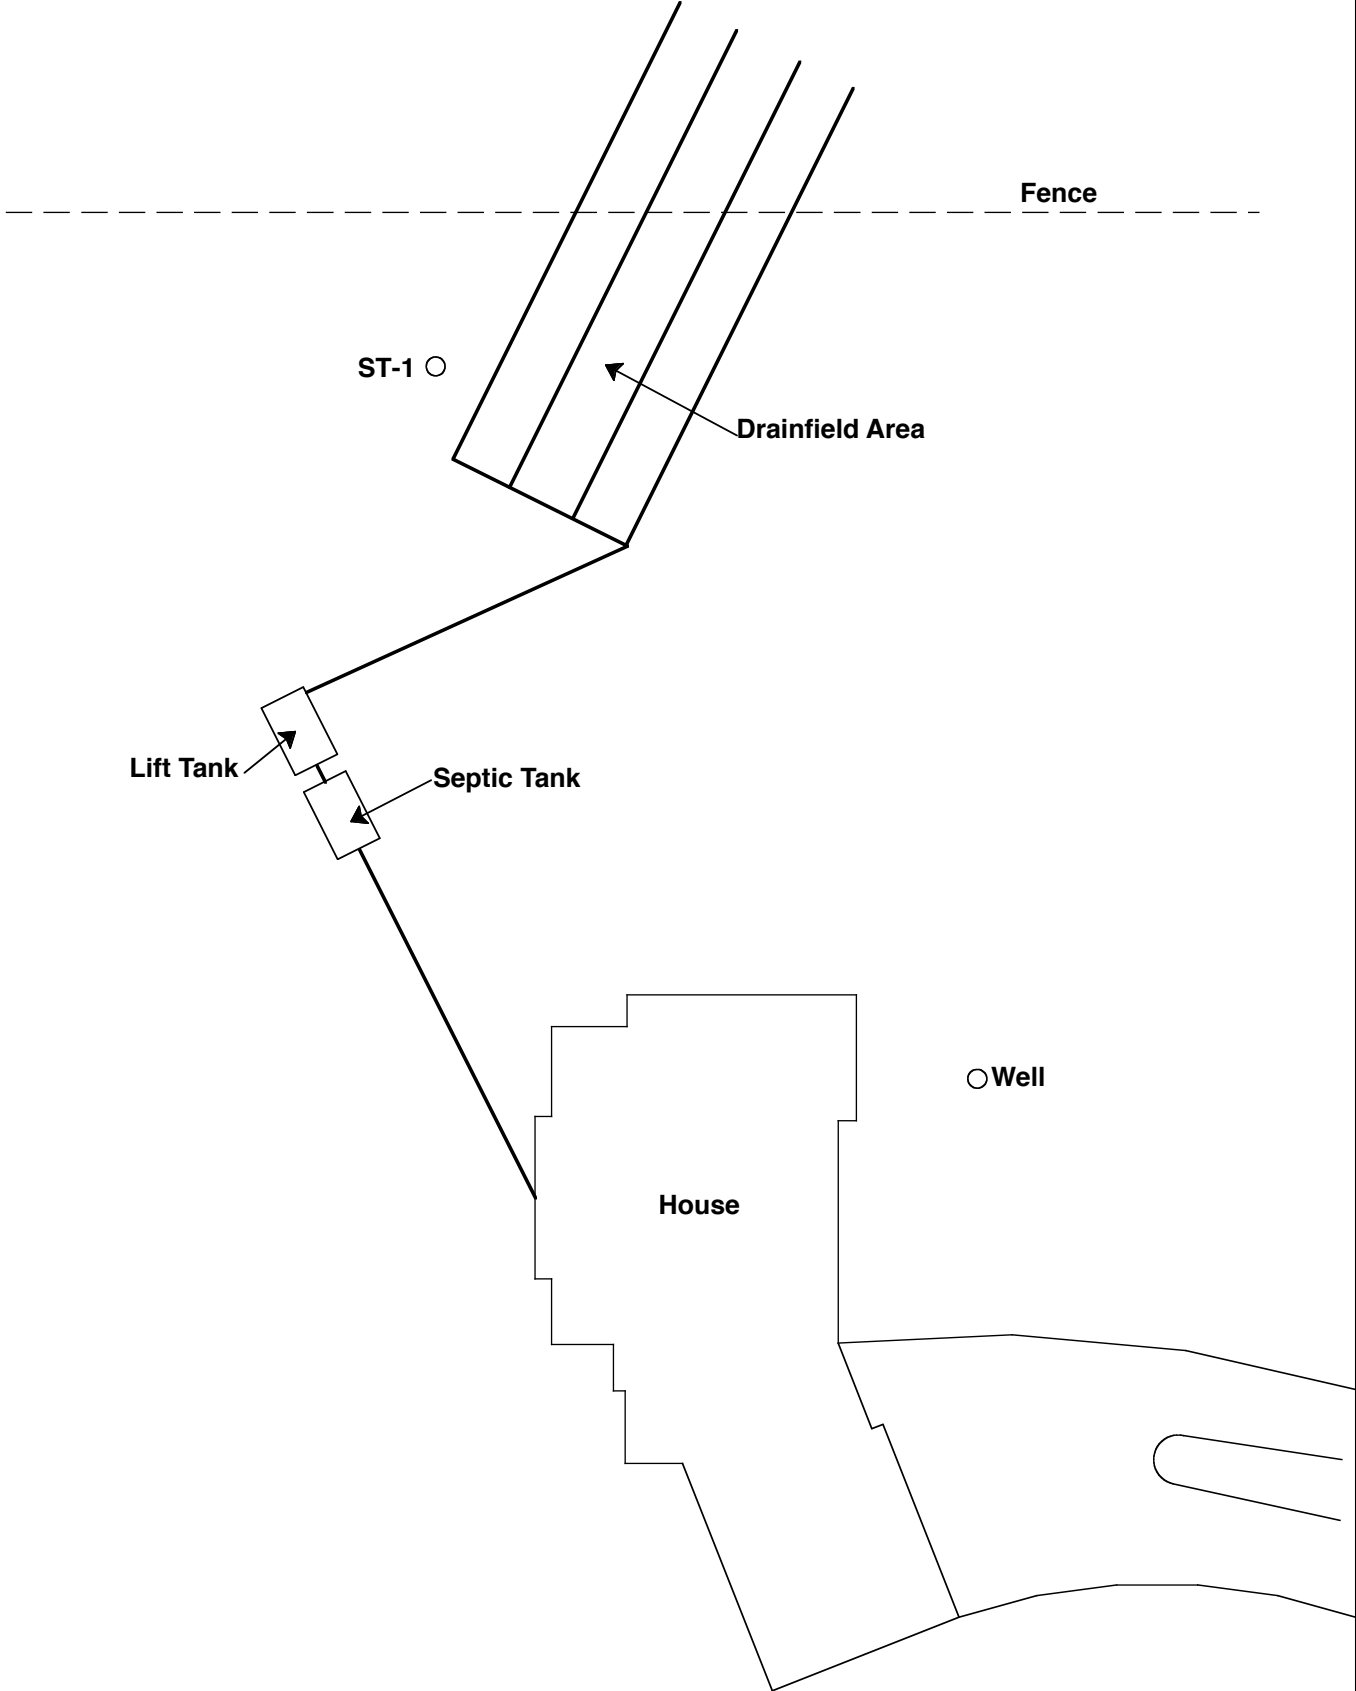 Fence
ST-1
Drainfield Area
Lift Tank
Septic Tank
Well
House